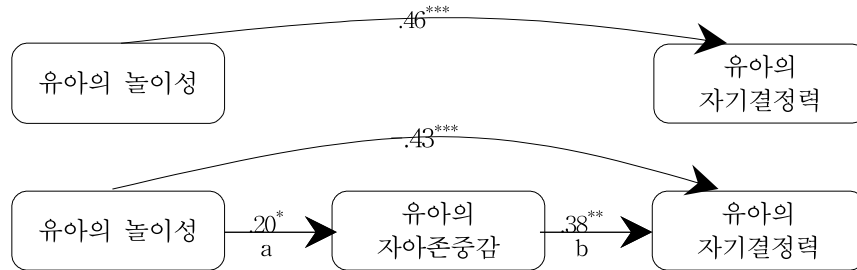 .46***
유아의 놀이성
유아의
자기결정력
.43***
유아의 놀이성
.20*
a
유아의
자아존중감
.38**
b
유아의
자기결정력